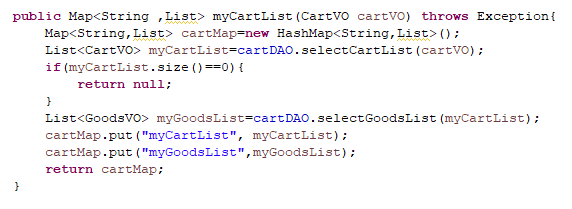 public Map<String ,List> myCartList(CartVO cartVO) throws Exception{
    Map<String,List> cartMap=new HashMap<String,List>();
    List<CartVO> myCartList=cartDAO.selectCartList(cartVO);
    if(myCartList.size()==0){
        return null;
    }
    List<GoodsVO> myGoodsList=cartDAO.selectGoodsList(myCartList);
    cartMap.put("myCartList", myCartList);
    cartMap.put("myGoodsList",myGoodsList);
    return cartMap;
}